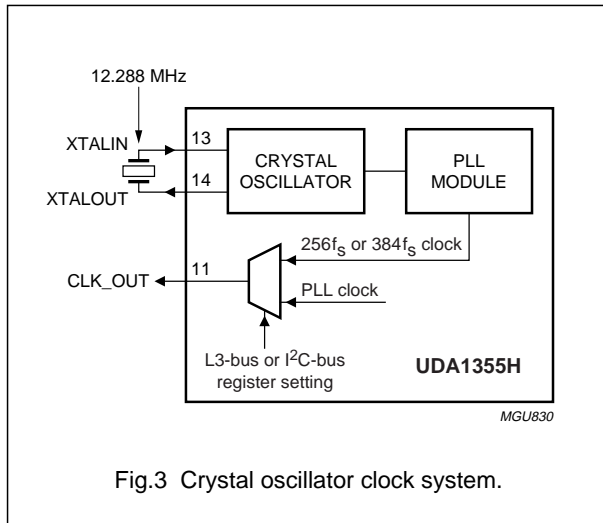 12.288 MHz
XTALIN
13
CRYSTAL
OSCILLATOR
PLL
MODULE
XTALOUT
14
256fs or 384fs clock
CLK_OUT
11
PLL clock
L3-bus or I²C-bus
register setting
UDA1355H
MGU830
Fig.3 Crystal oscillator clock system.